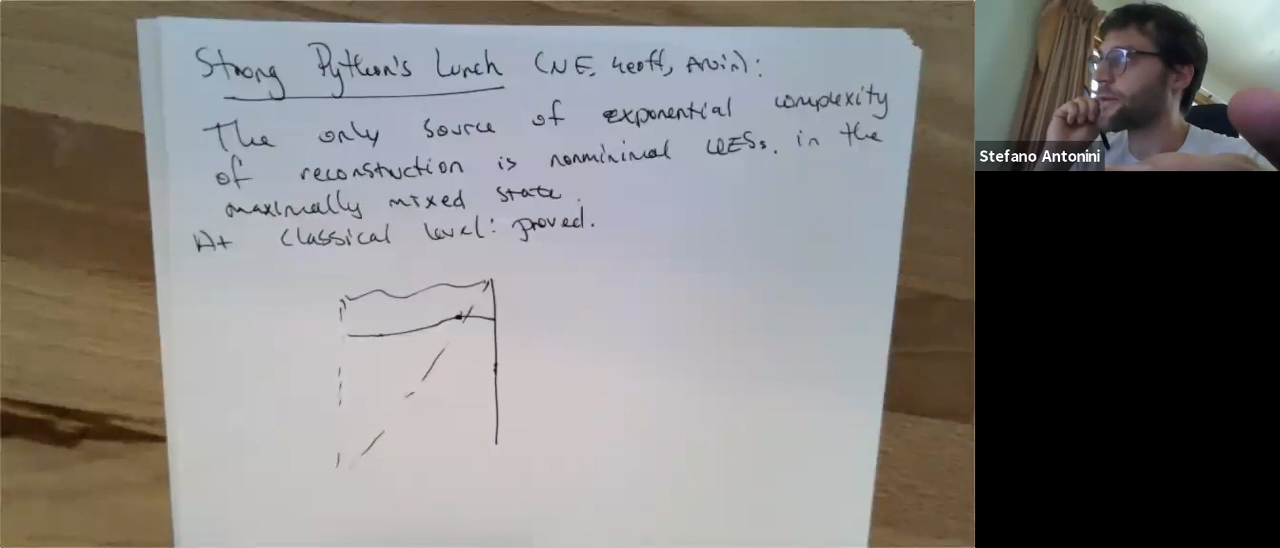 Strong Python's Lunch (NE, Geoff, Arvin):
The only source of exponential complexity
of reconstuction is nonminimal QESs. in the
maximally mixed state.
At classical level: proved.
Stefano Antonini